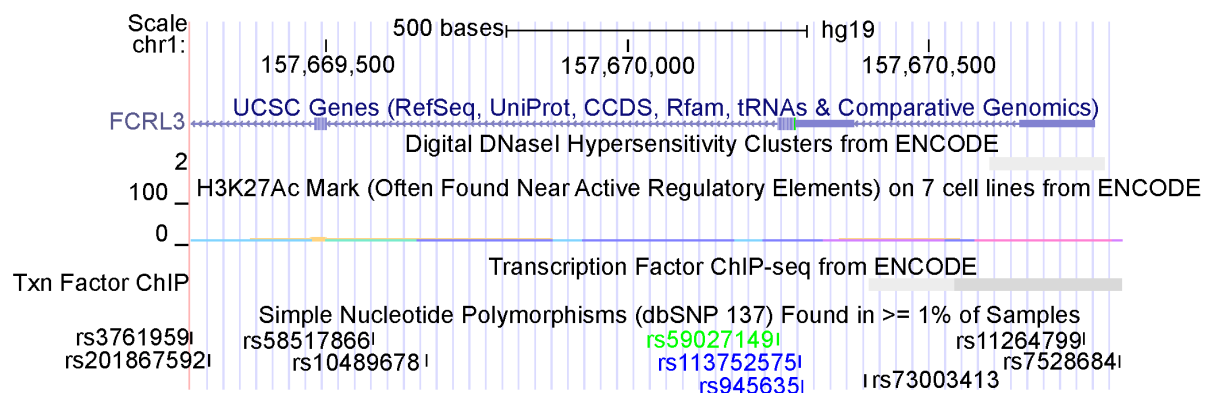 Scale 500 bases hg19
chr1: 157,669,500 157,670,000 157,670,500
UCSC Genes (RefSeq, UniProt, CCDS, Rfam, tRNAs & Comparative Genomics)
FCRL3
Digital DNaseI Hypersensitivity Clusters from ENCODE
2
H3K27Ac Mark (Often Found Near Active Regulatory Elements) on 7 cell lines from ENCODE
100 _
0 _
Transcription Factor ChIP-seq from ENCODE
Txn Factor ChIP
Simple Nucleotide Polymorphisms (dbSNP 137) Found in >= 1% of Samples
rs3761959 rs58517866 rs59027149 rs11264799
rs201867592 rs10489678 rs113752575 rs7528684
rs945635 rs73003413